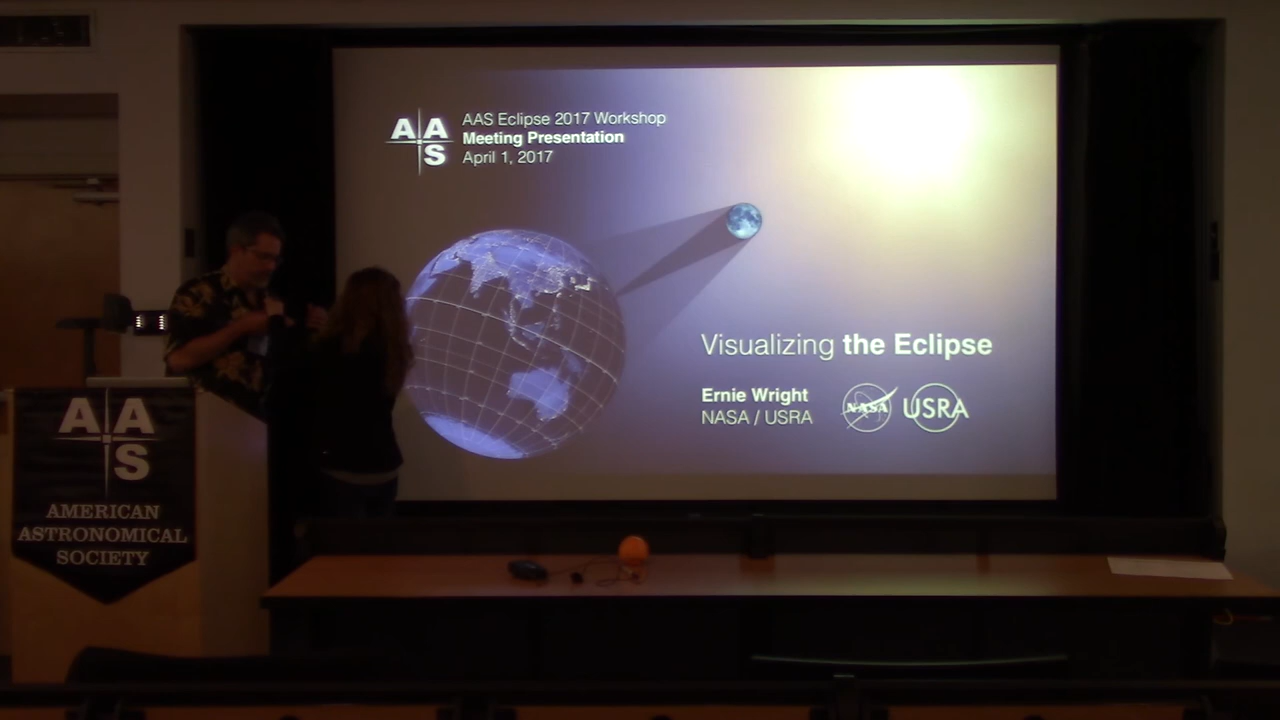 AAS
AAS Eclipse 2017 Workshop
Meeting Presentation
April 1, 2017
Visualizing the Eclipse
Ernie Wright
NASA / USRA
NASA
USRA
AAS
AMERICAN
ASTRONOMICAL
SOCIETY